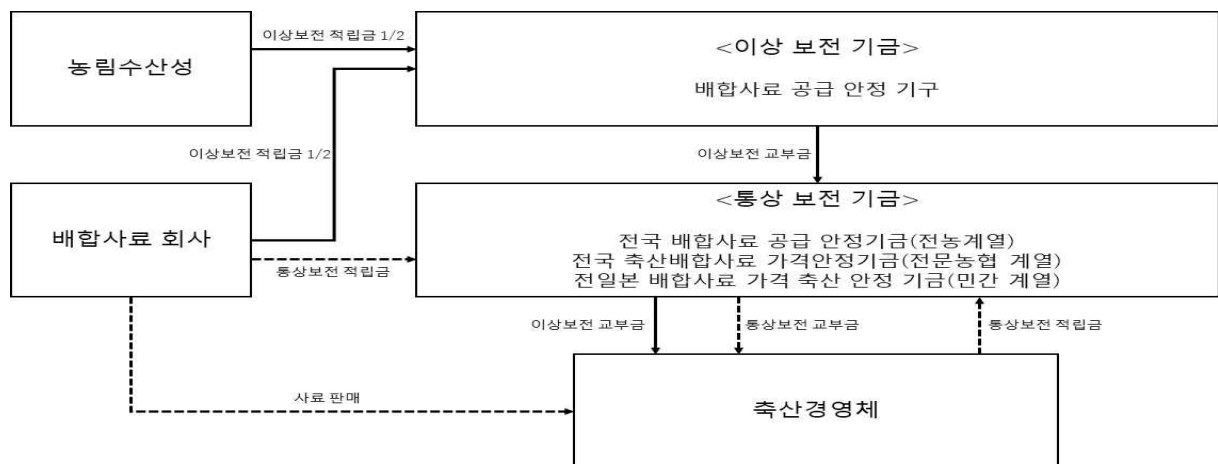 이상보전 적립금 1/2
농림수산성
<이상 보전 기금>
배합사료 공급 안정 기구
이상보전 적립금 1/2
이상보전 교부금
배합사료 회사
통상보전 적립금
<통상 보전 기금>
전국 배합사료 공급 안정기금(전농계열)
전국 축산배합사료 가격안정기금(전문농협 계열)
전일본 배합사료 가격 축산 안정 기금(민간 계열)
이상보전 교부금
통상보전 교부금
통상보전 적립금
사료 판매
축산경영체